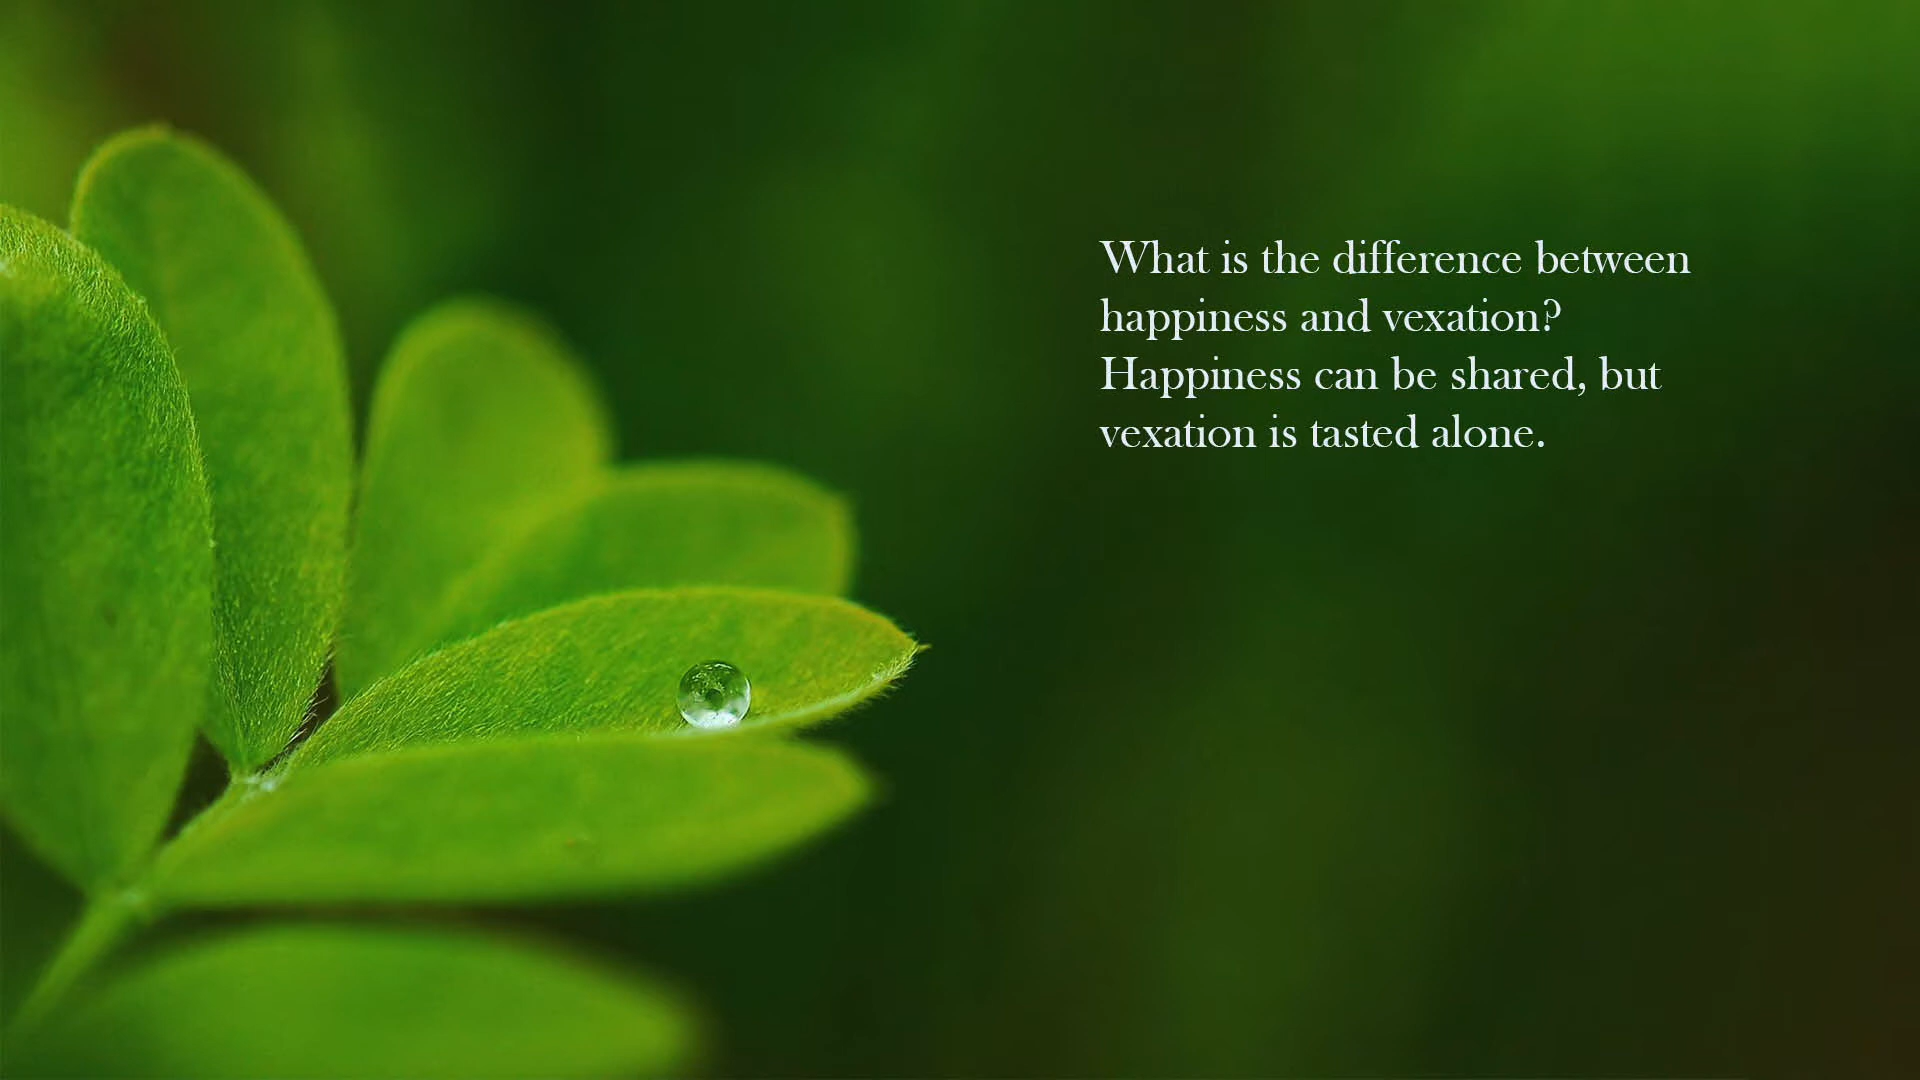 What is the difference between
happiness and vexation?
Happiness can be shared, but
vexation is tasted alone.